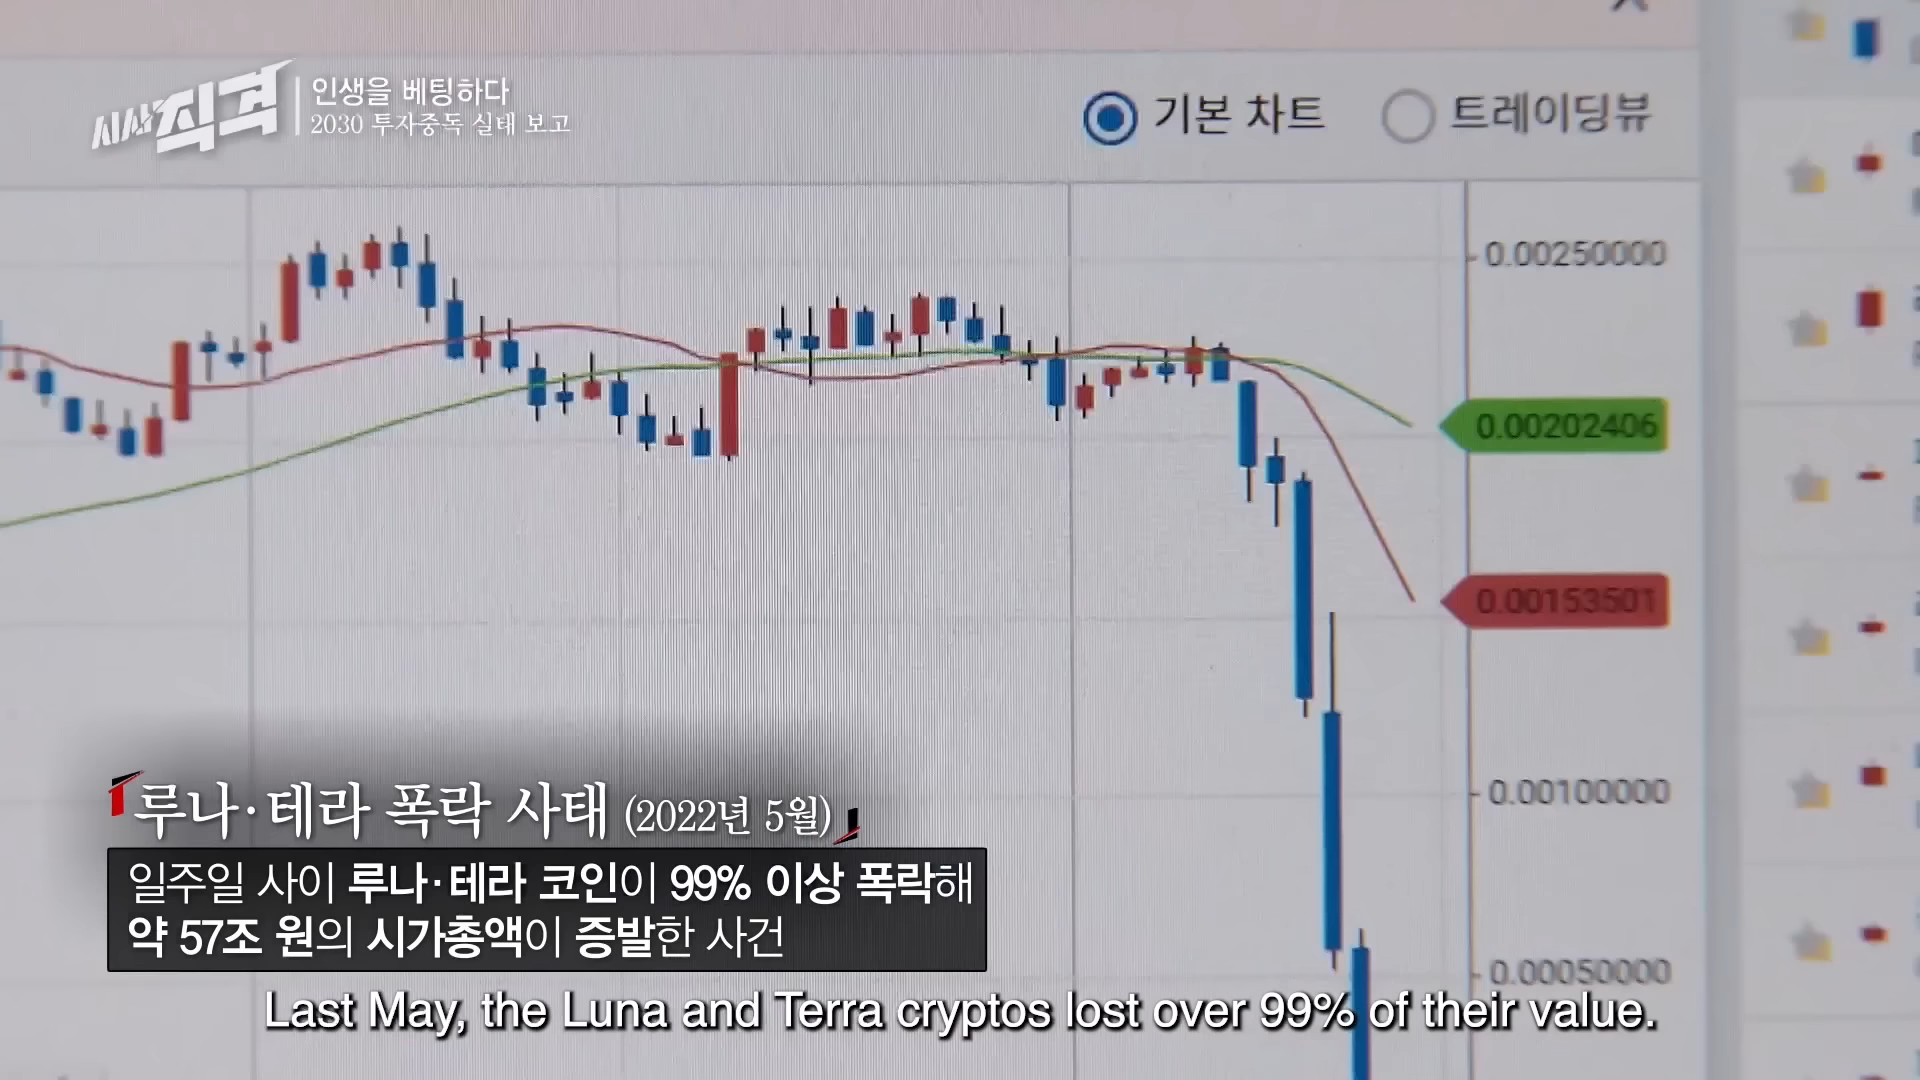 시사직격
인생을 베팅하다
2030 투자중독 실태 보고
기본 차트
트레이딩뷰
0.00250000
0.00202406
0.00153501
0.00100000
0.00050000
「루나·테라 폭락 사태 (2022년 5월)」
일주일 사이 루나·테라 코인이 99% 이상 폭락해
약 57조 원의 시가총액이 증발한 사건
Last May, the Luna and Terra cryptos lost over 99% of their value.